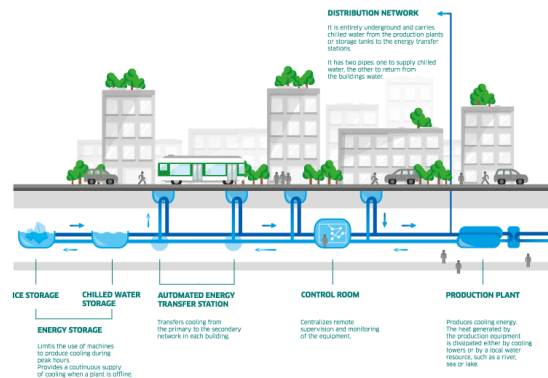 DISTRIBUTION NETWORK
It is entirely underground and carries
chilled water from the production plants
or storage tanks to the energy transfer
stations.
It has two pipes: one to supply chilled
water, the other to return from
the buildings water.
ICE STORAGE
CHILLED WATER
STORAGE
ENERGY STORAGE
Limtis the use of machines
to produce cooling during
peak hours.
Provides a continuous supply
of cooling when a plant is offline.
AUTOMATED ENERGY
TRANSFER STATION
Transfers cooling from
the primary to the secondary
network in each building.
CONTROL ROOM
Centralizes remote
supervision and monitoring
of the equipment.
PRODUCTION PLANT
Produces cooling energy.
The heat generated by
the production equipment
is dissipated either by cooling
towers or by a local water
resource, such as a river,
sea or lake.